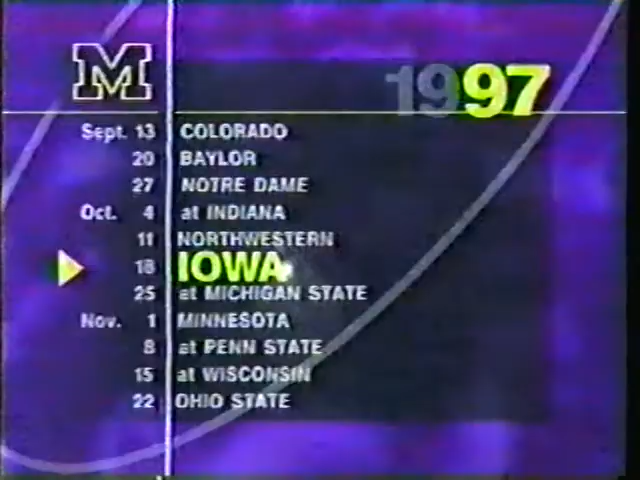 M
1997
Sept. 13 COLORADO
20 BAYLOR
27 NOTRE DAME
Oct. 4 at INDIANA
11 NORTHWESTERN
18 IOWA
25 at MICHIGAN STATE
Nov. 1 MINNESOTA
8 at PENN STATE
15 at WISCONSIN
22 OHIO STATE